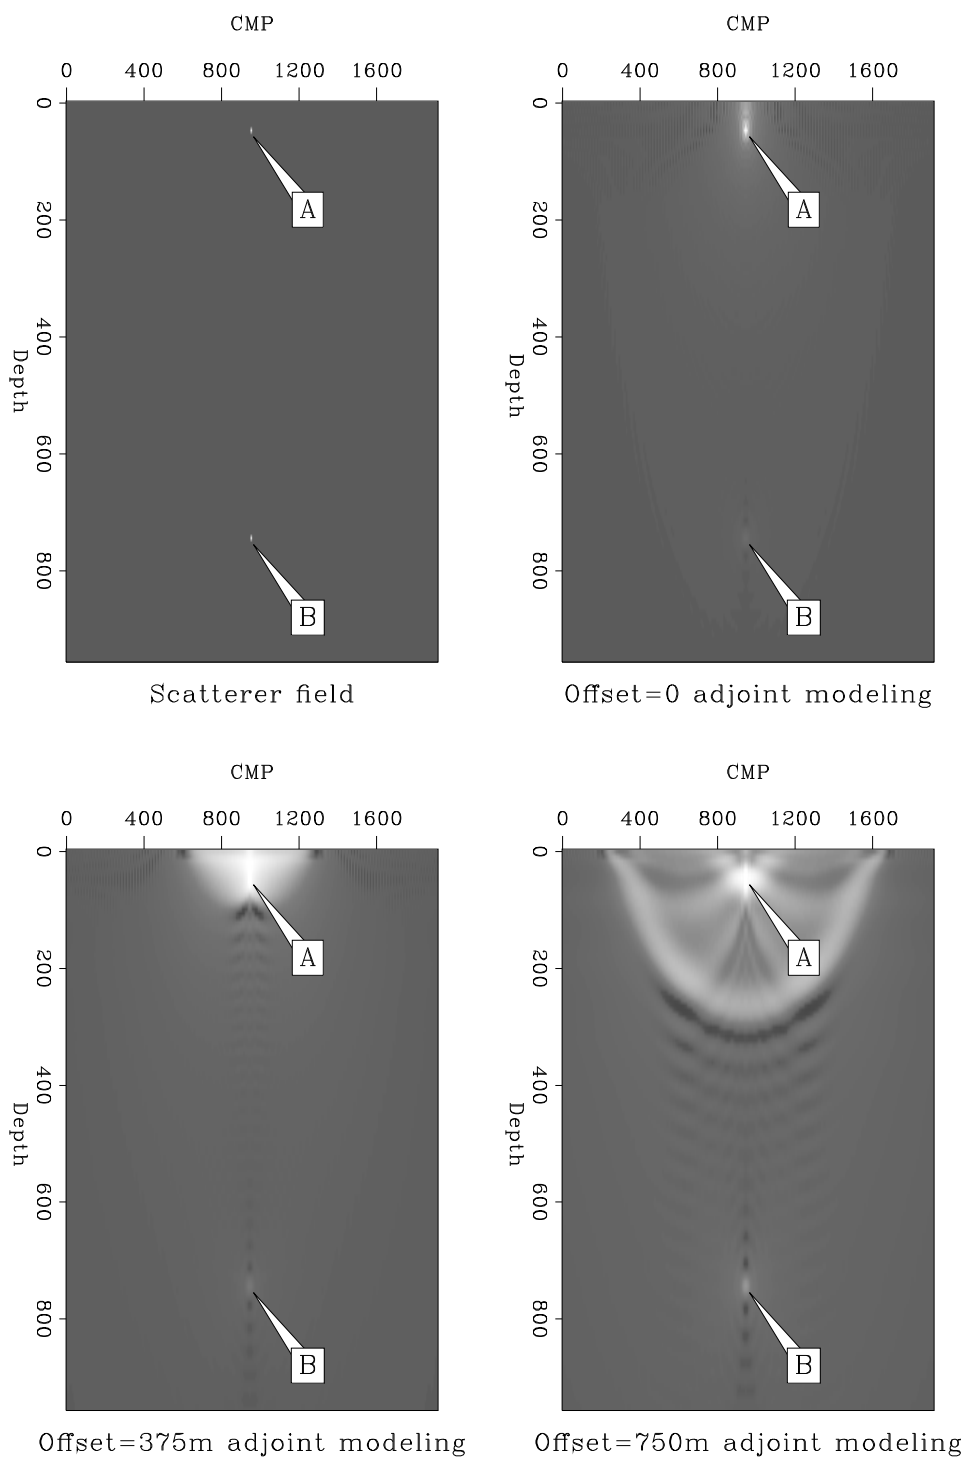 CMP
0 400 800 1200 1600
0
200
400
600
800
Depth
A
B
Scatterer field
CMP
0 400 800 1200 1600
0
200
400
600
800
Depth
A
B
Offset=0 adjoint modeling
CMP
0 400 800 1200 1600
0
200
400
600
800
Depth
A
B
Offset=375m adjoint modeling
CMP
0 400 800 1200 1600
0
200
400
600
800
Depth
A
B
Offset=750m adjoint modeling